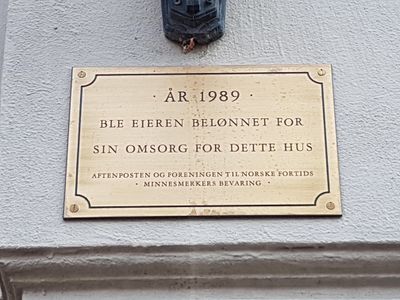 · ÅR 1989 ·
BLE EIEREN BELØNNET FOR
SIN OMSORG FOR DETTE HUS
AFTENPOSTEN OG FORENINGEN TIL NORSKE FORTIDS
· MINNESMERKERS BEVARING ·